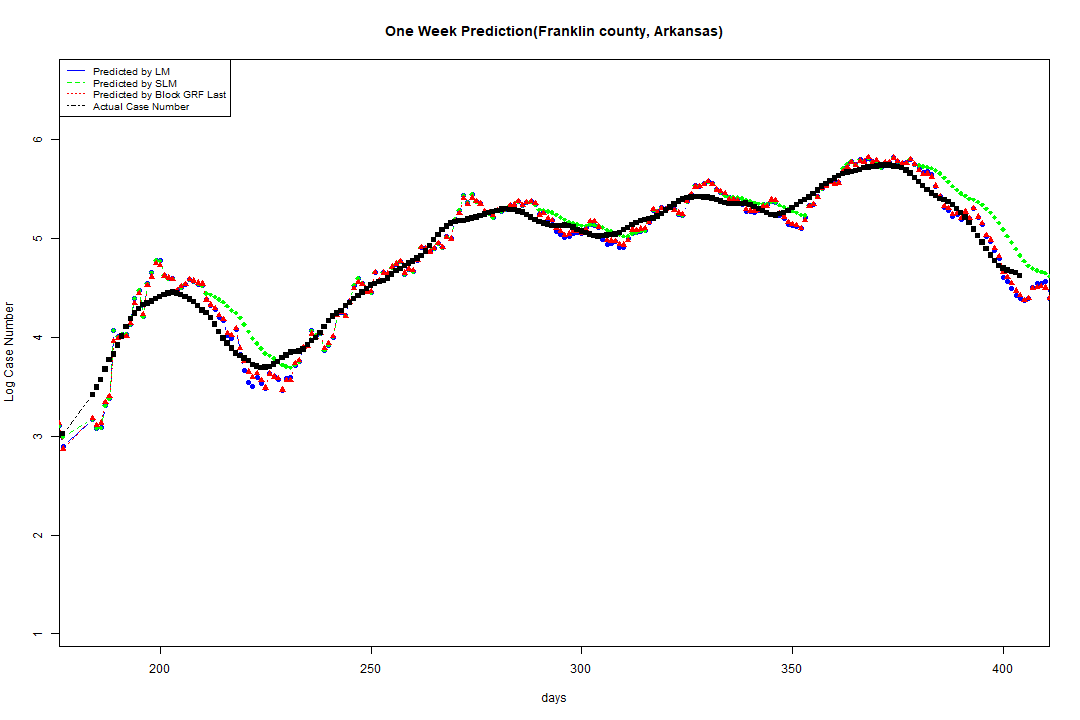 One Week Prediction(Franklin county, Arkansas)
Predicted by LM
Predicted by SLM
Predicted by Block GRF Last
Actual Case Number
6
5
4
3
2
1
Log Case Number
200 250 300 350 400
days